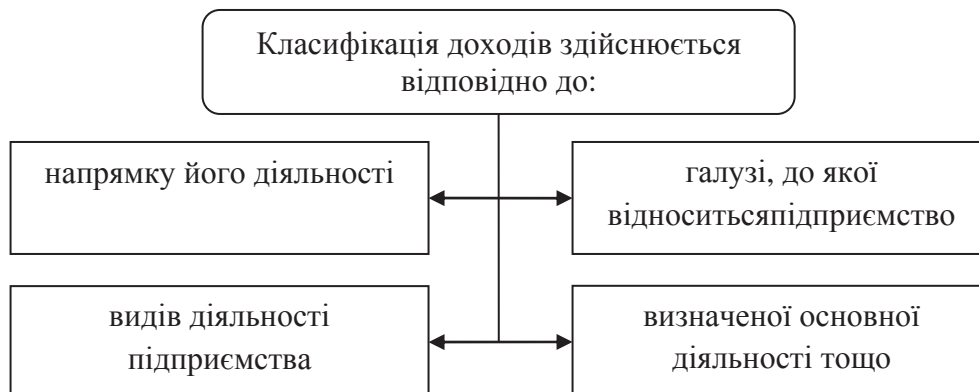 Класифікація доходів здійснюється
відповідно до:
напрямку його діяльності
галузі, до якої
відноситьсяпідприємство
видів діяльності
підприємства
визначеної основної
діяльності тощо